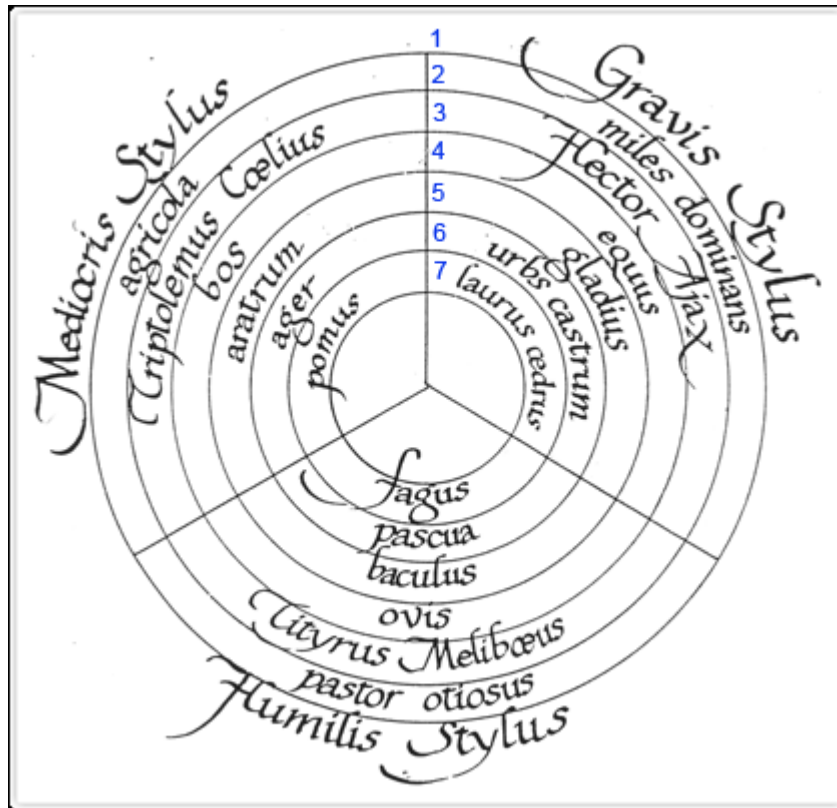 1
2
3
4
5
6
7
Gravis Stylus
miles dominans
Hector Ajax
equus
gladius
urbs castrum
laurus cedrus
Mediocris Stylus
agricola
Triptolemus Cœlius
bos
aratrum
ager
pomus
fagus
pascua
baculus
ovis
Tityrus Melibœus
pastor otiosus
Humilis Stylus